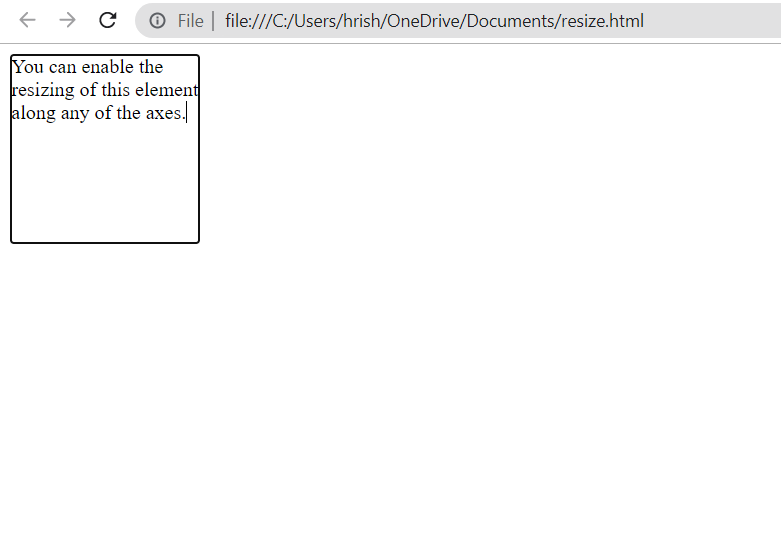 File | file:///C:/Users/hrish/OneDrive/Documents/resize.html
You can enable the
resizing of this element
along any of the axes.